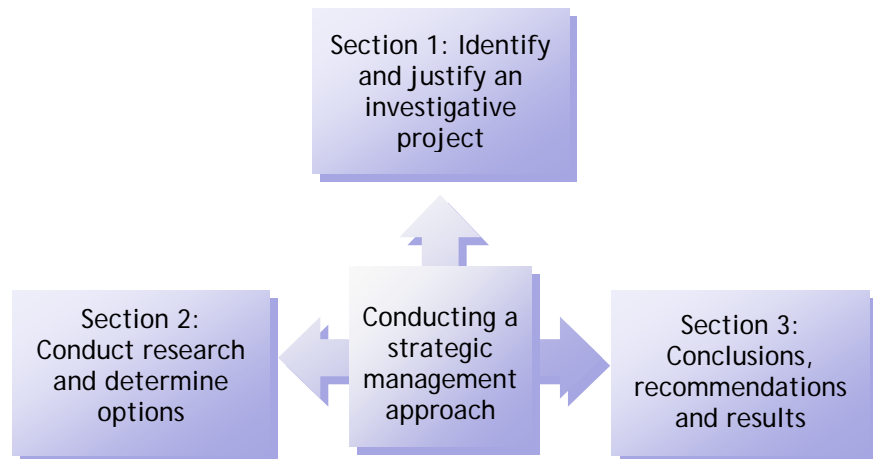 Section 1: Identify
and justify an
investigative
project
Section 2:
Conduct research
and determine
options
Conducting a
strategic
management
approach
Section 3:
Conclusions,
recommendations
and results